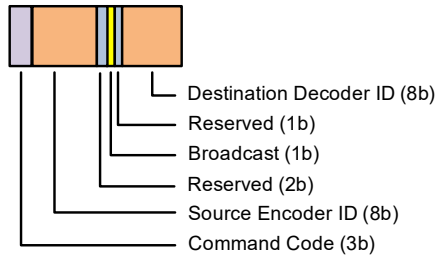 Destination Decoder ID (8b)
Reserved (1b)
Broadcast (1b)
Reserved (2b)
Source Encoder ID (8b)
Command Code (3b)